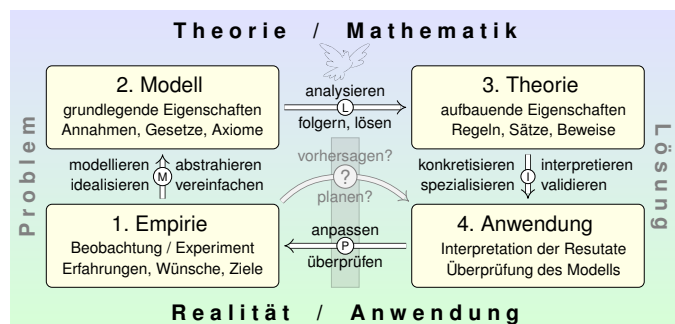 Theorie / Mathematik
2. Modell
grundlegende Eigenschaften
Annahmen, Gesetze, Axiome
analysieren
L
folgern, lösen
3. Theorie
aufbauende Eigenschaften
Regeln, Sätze, Beweise
Problem
modellieren
idealisieren
M
abstrahieren
vereinfachen
vorhersagen?
?
planen?
konkretisieren
spezialisieren
I
interpretieren
validieren
Lösung
1. Empirie
Beobachtung / Experiment
Erfahrungen, Wünsche, Ziele
anpassen
P
überprüfen
4. Anwendung
Interpretation der Resutate
Überprüfung des Modells
Realität / Anwendung